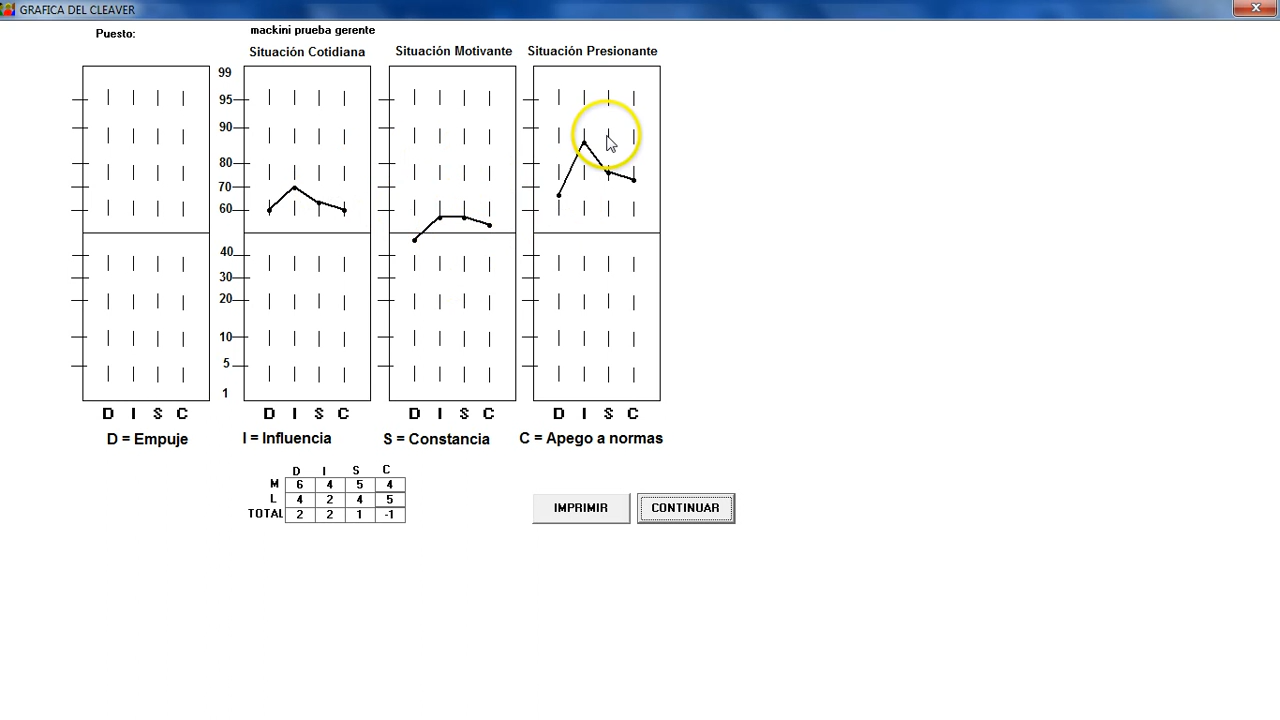 GRAFICA DEL CLEAVER
Puesto:
mackini prueba gerente
Situación Cotidiana
Situación Motivante
Situación Presionante
99
95
90
80
70
60
40
30
20
10
5
1
D I S C
D I S C
D I S C
D I S C
D = Empuje
I = Influencia
S = Constancia
C = Apego a normas
D I S C
M 6 4 5 4
L 4 2 4 5
TOTAL 2 2 1 -1
IMPRIMIR
CONTINUAR